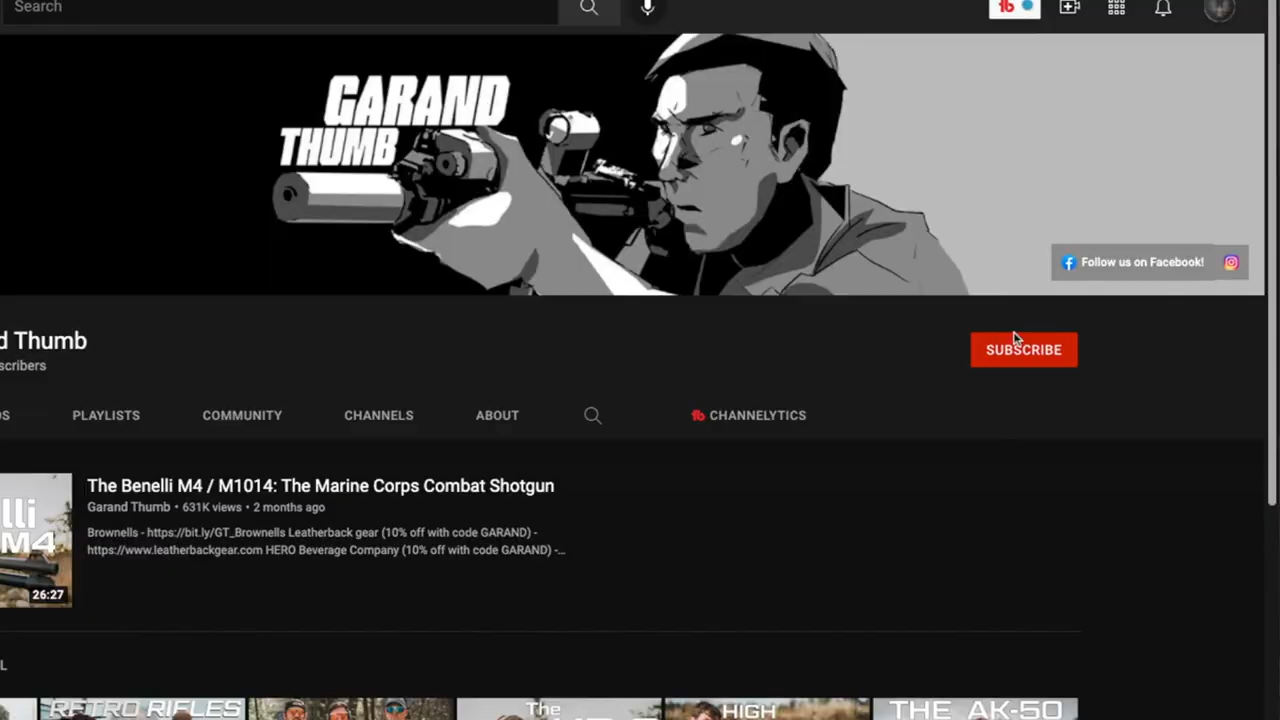 Search
GARAND
THUMB
Follow us on Facebook!
d Thumb
scribers
SUBSCRIBE
S
PLAYLISTS
COMMUNITY
CHANNELS
ABOUT
CHANNELYTICS
lli
M4
26:27
The Benelli M4 / M1014: The Marine Corps Combat Shotgun
Garand Thumb • 631K views • 2 months ago
Brownells - https://bit.ly/GT_Brownells Leatherback gear (10% off with code GARAND) -
https://www.leatherbackgear.com HERO Beverage Company (10% off with code GARAND) -...
L
RETRO RIFLES
The
HIGH
THE AK-50